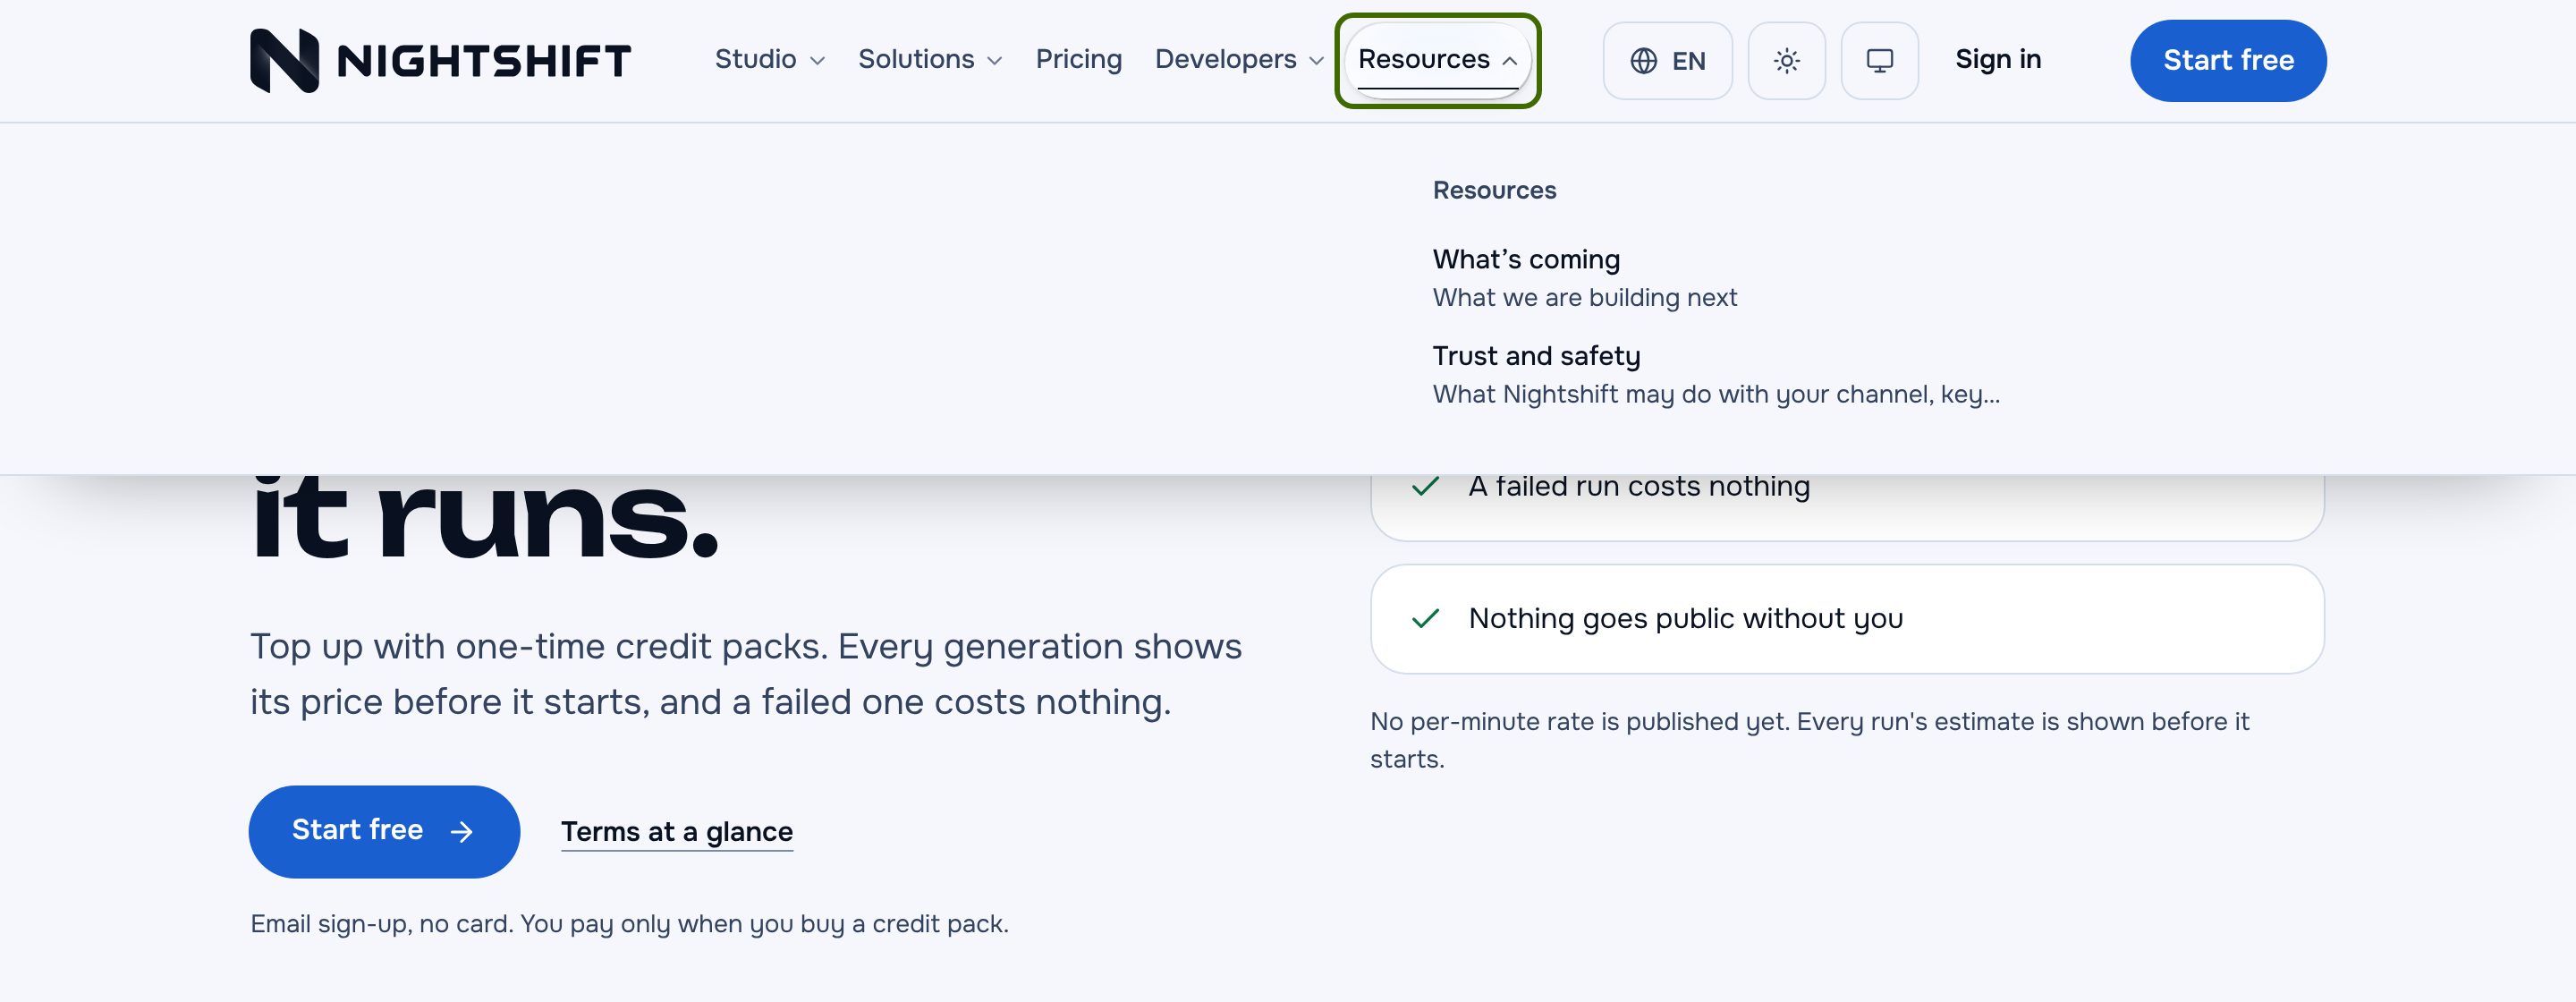 NIGHTSHIFT
Studio
Solutions
Pricing
Developers
Resources
EN
Sign in
Start free
Resources
What’s coming
What we are building next
Trust and safety
What Nightshift may do with your channel, key...
it runs.
Top up with one-time credit packs. Every generation shows
its price before it starts, and a failed one costs nothing.
Start free
Terms at a glance
Email sign-up, no card. You pay only when you buy a credit pack.
A failed run costs nothing
Nothing goes public without you
No per-minute rate is published yet. Every run's estimate is shown before it
starts.